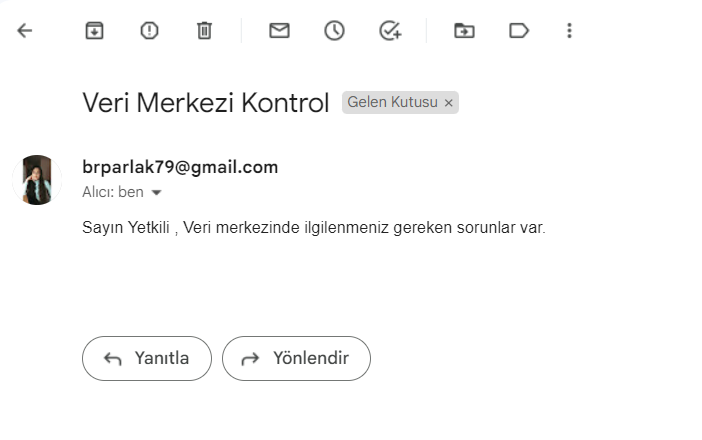 Veri Merkezi Kontrol Gelen Kutusu ×
brparlak79@gmail.com
Alıcı: ben
Sayın Yetkili , Veri merkezinde ilgilenmeniz gereken sorunlar var.
Yanıtla Yönlendir